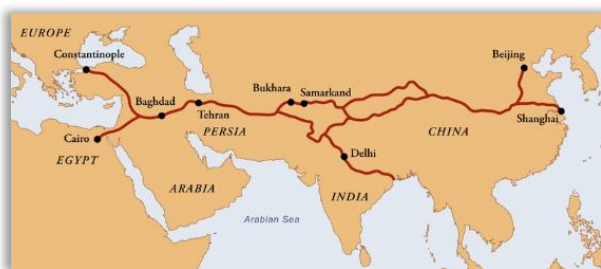 EUROPE
Constantinople
Beijing
Bukhara
Samarkand
Baghdad
Tehran
Shanghai
Cairo
PERSIA
CHINA
EGYPT
Delhi
ARABIA
INDIA
Arabian Sea